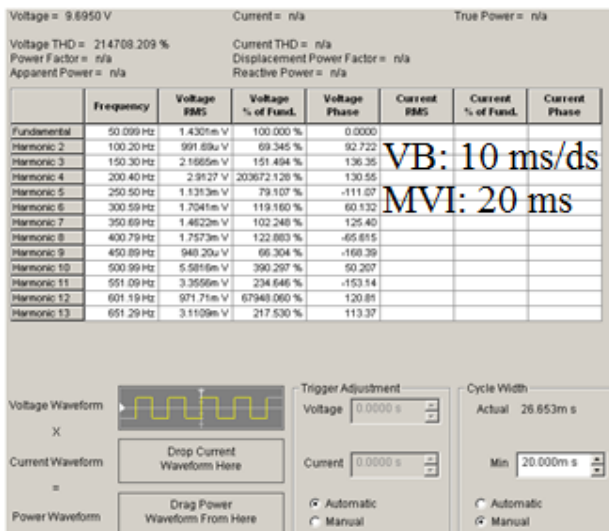 Voltage = 9.6950 V Current = n/a True Power = n/a
Voltage THD = 214708.209 % Current THD = n/a
Power Factor = n/a Displacement Power Factor = n/a
Apparent Power = n/a Reactive Power = n/a
Frequency Voltage RMS Voltage % of Fund. Voltage Phase Current RMS Current % of Fund. Current Phase
Fundamental 50.099 Hz 1.4301m V 100.000 % 0.0000
Harmonic 2 100.20 Hz 991.69u V 69.345 % 92.722
Harmonic 3 150.30 Hz 2.1665m V 151.494 % 136.35
Harmonic 4 200.40 Hz 2.9127 V 203672.128 % 130.55
Harmonic 5 250.50 Hz 1.1313m V 79.107 % -111.07
Harmonic 6 300.59 Hz 1.7041m V 119.160 % 60.132
Harmonic 7 350.69 Hz 1.4622m V 102.248 % 125.40
Harmonic 8 400.79 Hz 1.7573m V 122.883 % -65.615
Harmonic 9 450.89 Hz 948.20u V 66.304 % -168.39
Harmonic 10 500.99 Hz 5.5816m V 390.297 % 50.207
Harmonic 11 551.09 Hz 3.3556m V 234.646 % -153.14
Harmonic 12 601.19 Hz 971.71m V 67948.060 % 120.81
Harmonic 13 651.29 Hz 3.1109m V 217.530 % 113.37
VB: 10 ms/ds
MVI: 20 ms
Voltage Waveform
X
Current Waveform
=
Power Waveform
Drop Current
Waveform Here
Drag Power
Waveform From Here
Trigger Adjustment
Voltage 0.0000 s
Current 0.0000 s
Automatic
Manual
Cycle Width
Actual 26.653m s
Min 20.000m s
Automatic
Manual